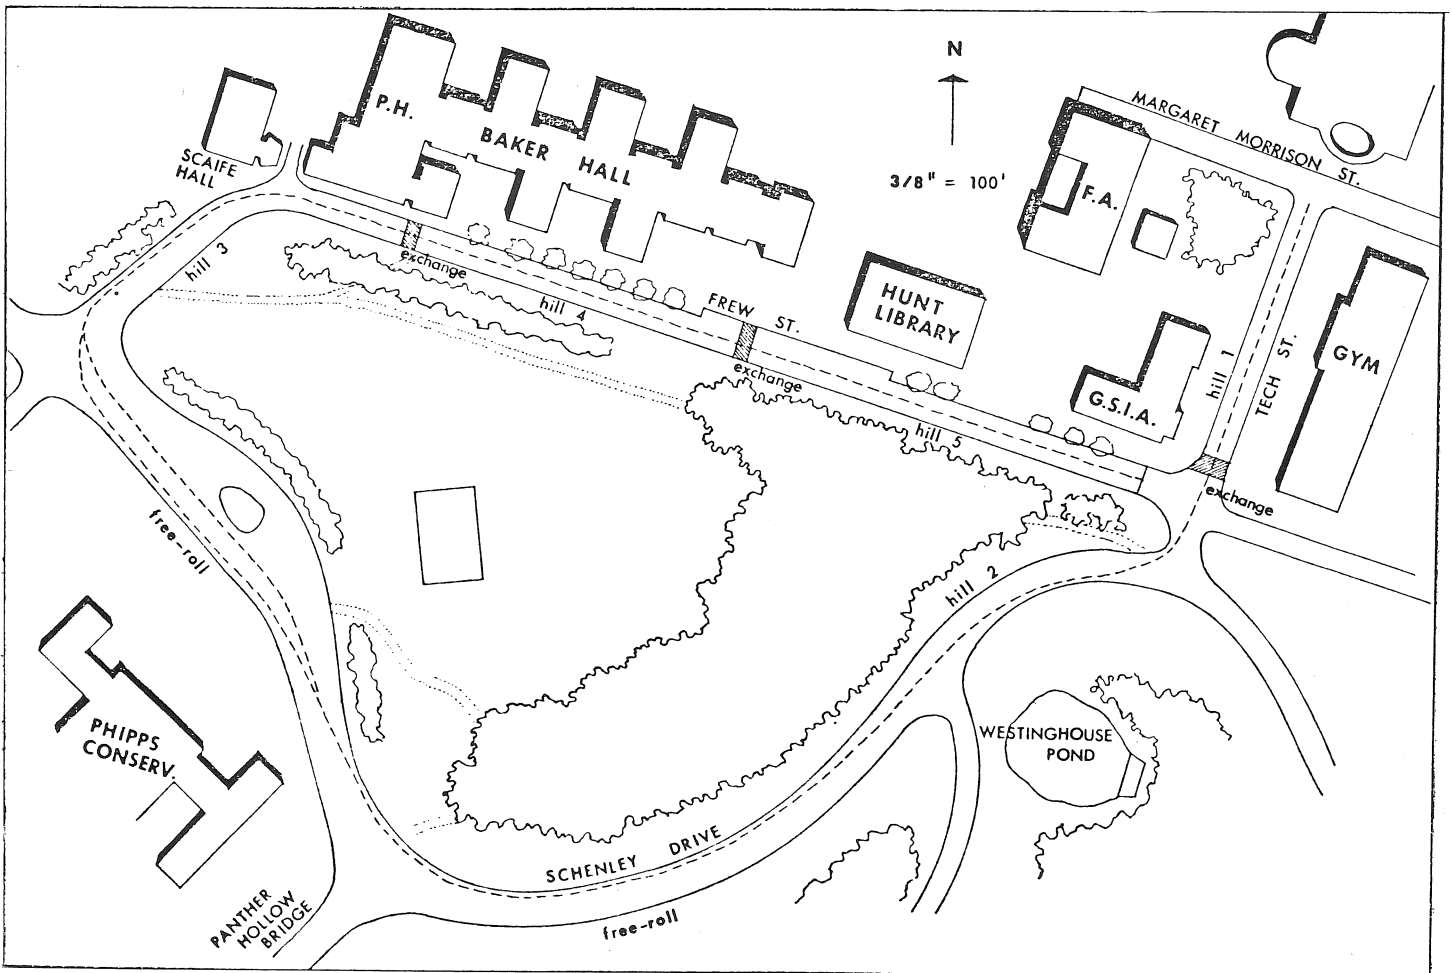 N
3/8" = 100'
MARGARET MORRISON ST.
P.H.
BAKER HALL
SCAIFE
HALL
F.A.
hill 3
exchange
hill 4
FREW ST.
HUNT
LIBRARY
exchange
hill 1
TECH ST.
GYM
G.S.I.A.
hill 5
exchange
free-roll
hill 2
PHIPPS
CONSERV.
WESTINGHOUSE
POND
SCHENLEY DRIVE
free-roll
PANTHER
HOLLOW
BRIDGE